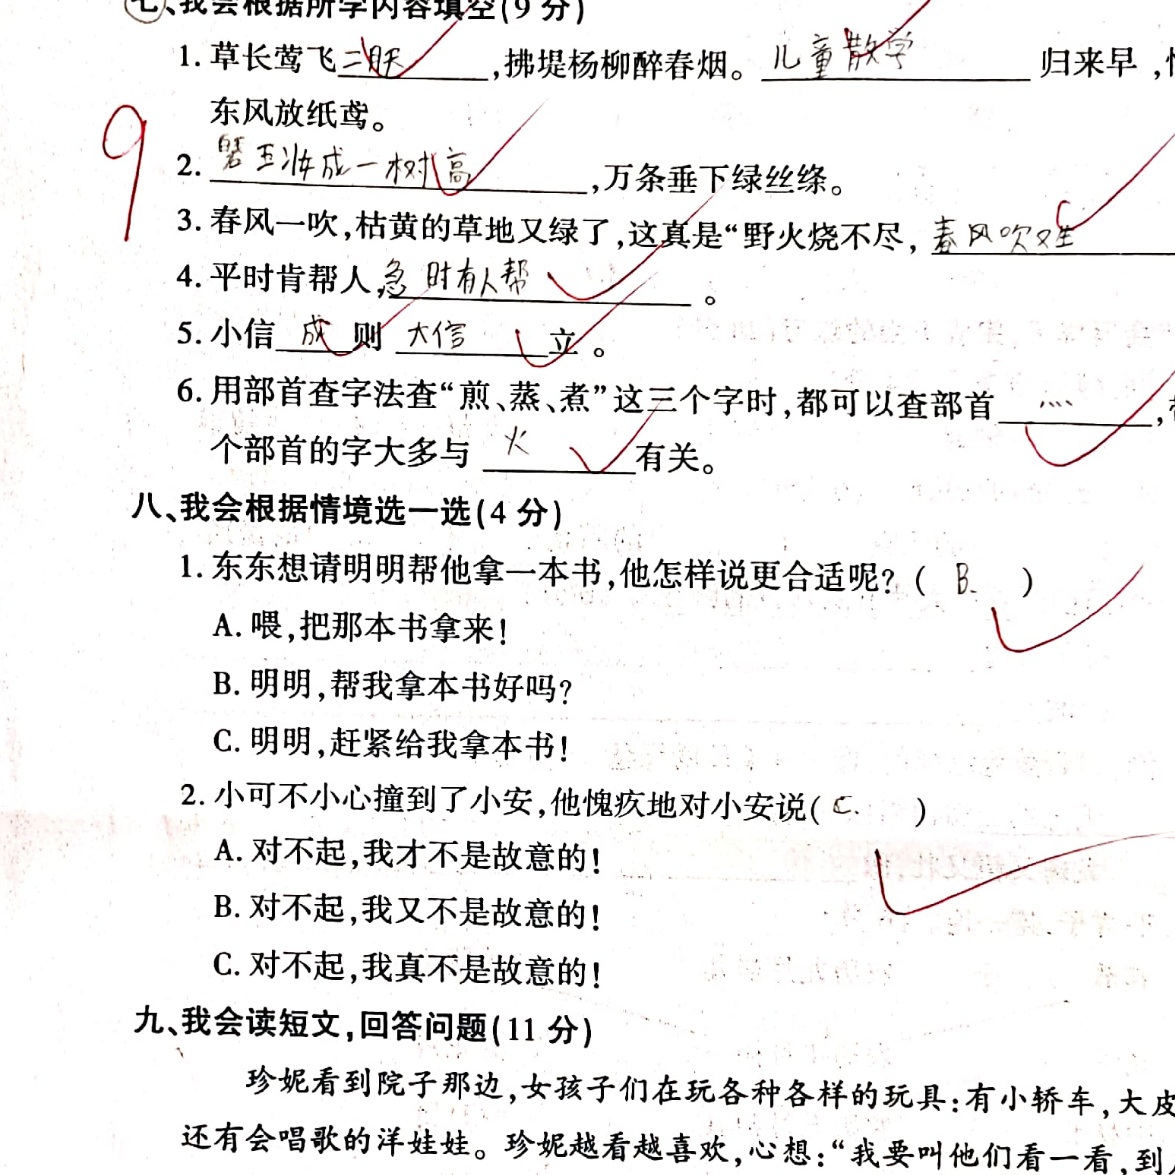 七、我会根据所学内容填空(9 分)
1. 草长莺飞二月天,拂堤杨柳醉春烟。儿童散学 归来早,忙
东风放纸鸢。
9
2. 碧玉妆成一树高,万条垂下绿丝绦。
3. 春风一吹,枯黄的草地又绿了,这真是“野火烧不尽,春风吹又生
4. 平时肯帮人,急时有人帮。
5. 小信 成 则 大信 立。
6. 用部首查字法查“煎、蒸、煮”这三个字时,都可以查部首 灬,
个部首的字大多与 火 有关。
八、我会根据情境选一选(4 分)
1. 东东想请明明帮他拿一本书,他怎样说更合适呢?( B. )
A. 喂,把那本书拿来!
B. 明明,帮我拿本书好吗?
C. 明明,赶紧给我拿本书!
2. 小可不小心撞到了小安,他愧疚地对小安说( C. )
A. 对不起,我才不是故意的!
B. 对不起,我又不是故意的!
C. 对不起,我真不是故意的!
九、我会读短文,回答问题(11 分)
珍妮看到院子那边,女孩子们在玩各种各样的玩具:有小轿车,大皮
还有会唱歌的洋娃娃。珍妮越看越喜欢,心想:“我要叫他们看一看,到